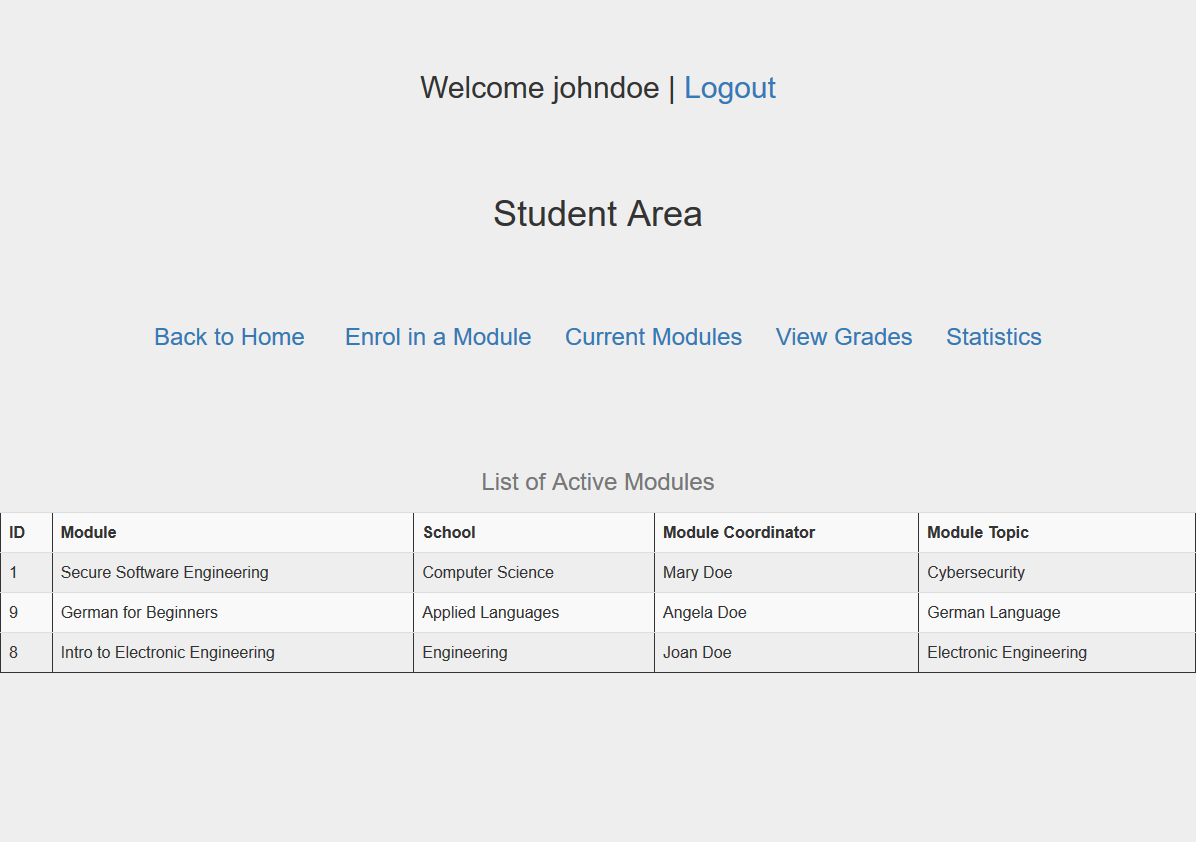 Welcome johndoe | Logout
Student Area
Back to Home Enrol in a Module Current Modules View Grades Statistics
List of Active Modules
ID Module School Module Coordinator Module Topic
1 Secure Software Engineering Computer Science Mary Doe Cybersecurity
9 German for Beginners Applied Languages Angela Doe German Language
8 Intro to Electronic Engineering Engineering Joan Doe Electronic Engineering